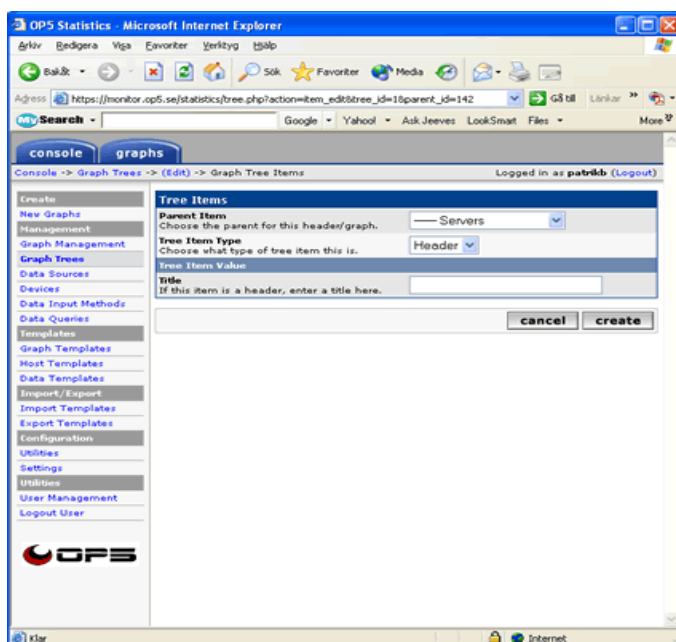 OP5 Statistics - Microsoft Internet Explorer
Arkiv Redigera Visa Favoriter Verktyg Hjälp
Bakåt Sök Favoriter Media
Adress https://monitor.op5.se/statistics/tree.php?action=item_edit&tree_id=1&parent_id=142 Gå till Länkar »
My Search Google Yahoo! Ask Jeeves LookSmart Files More
console graphs
Console -> Graph Trees -> (Edit) -> Graph Tree Items Logged in as patrikb (Logout)
Create
New Graphs
Management
Graph Management
Graph Trees
Data Sources
Devices
Data Input Methods
Data Queries
Templates
Graph Templates
Host Templates
Data Templates
Import/Export
Import Templates
Export Templates
Configuration
Utilities
Settings
Utilities
User Management
Logout User
OP5
Tree Items
Parent Item
Choose the parent for this header/graph.
---- Servers
Tree Item Type
Choose what type of tree item this is.
Header
Tree Item Value
Title
If this item is a header, enter a title here.
cancel create
Klar Internet